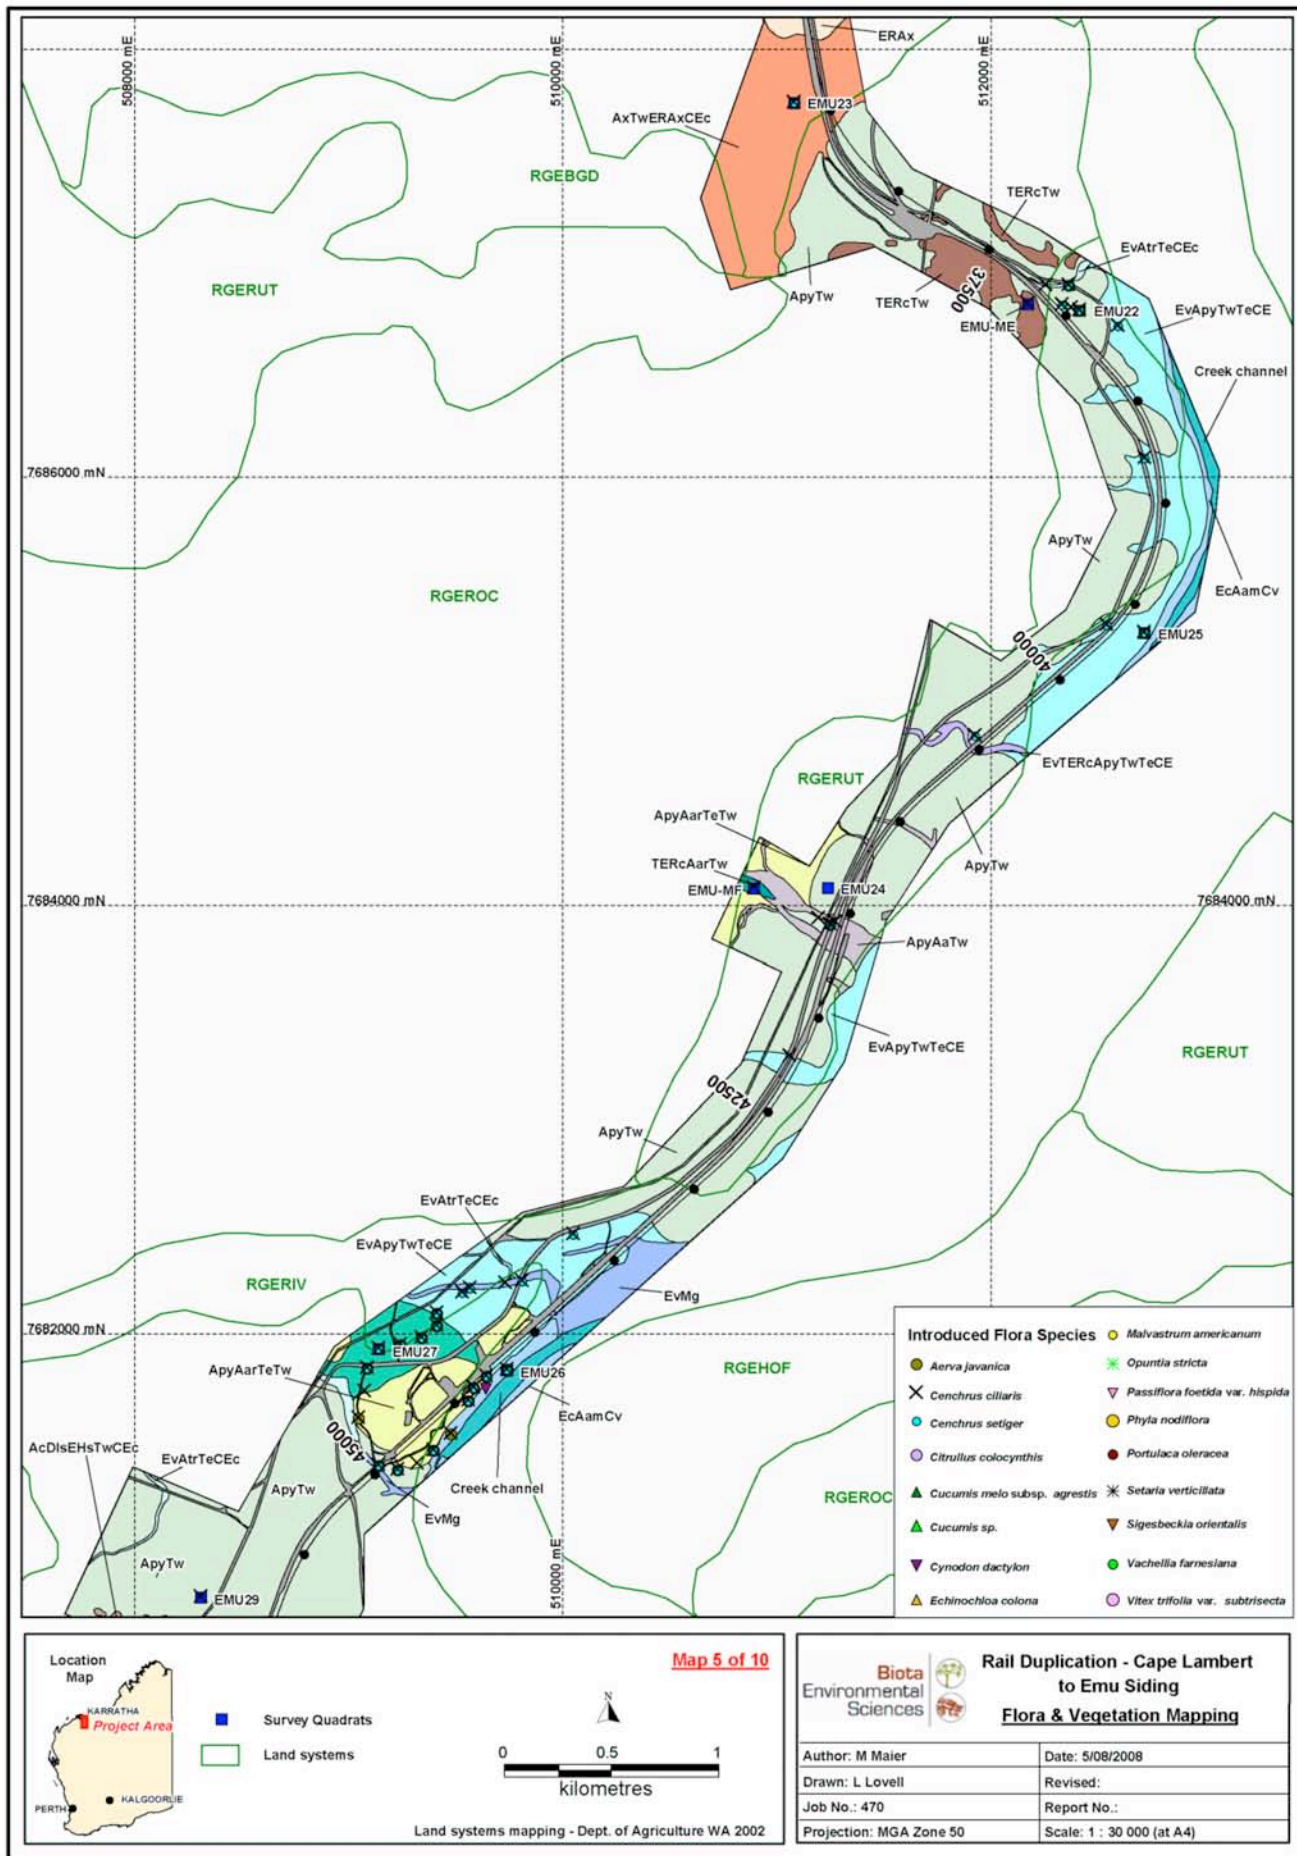 508000 mE
510000 mE
512000 mE
ERAx
EMU23
AxTwERAxCEc
RGEBGD
TERcTw
EvAtrTeCEc
RGERUT
ApyTw
TERcTw
37500
EMU-ME
EMU22
EvApyTwTeCE
Creek channel
7686000 mN
ApyTw
RGEROC
EcAamCv
EMU25
40000
EvTERcApyTwTeCE
RGERUT
ApyAarTeTw
ApyTw
TERcAarTw
EMU-MF
EMU24
7684000 mN
7684000 mN
ApyAaTw
EvApyTwTeCE
RGERUT
42500
ApyTw
EvAtrTeCEc
EvApyTwTeCE
RGERIV
EvMg
7682000 mN
EMU27
RGEHOF
ApyAarTeTw
EMU26
EcAamCv
45000
AcDIsEHsTwCEc
EvAtrTeCEc
ApyTw
Creek channel
RGEROC
EvMg
510000 mE
ApyTw
EMU29
Introduced Flora Species
Aerva javanica
Cenchrus ciliaris
Cenchrus setiger
Citrullus colocynthis
Cucumis melo subsp. agrestis
Cucumis sp.
Cynodon dactylon
Echinochloa colona
Malvastrum americanum
Opuntia stricta
Passiflora foetida var. hispida
Phyla nodiflora
Portulaca oleracea
Setaria verticillata
Sigesbeckia orientalis
Vachellia farnesiana
Vitex trifolia var. subtrisecta
Location
Map
KARRATHA
Project Area
PERTH
KALGOORLIE
Survey Quadrats
Land systems
Map 5 of 10
N
0 0.5 1
kilometres
Land systems mapping - Dept. of Agriculture WA 2002
Biota
Environmental
Sciences
Rail Duplication - Cape Lambert
to Emu Siding
Flora & Vegetation Mapping
Author: M Maier
Date: 5/08/2008
Drawn: L Lovell
Revised:
Job No.: 470
Report No.:
Projection: MGA Zone 50
Scale: 1 : 30 000 (at A4)